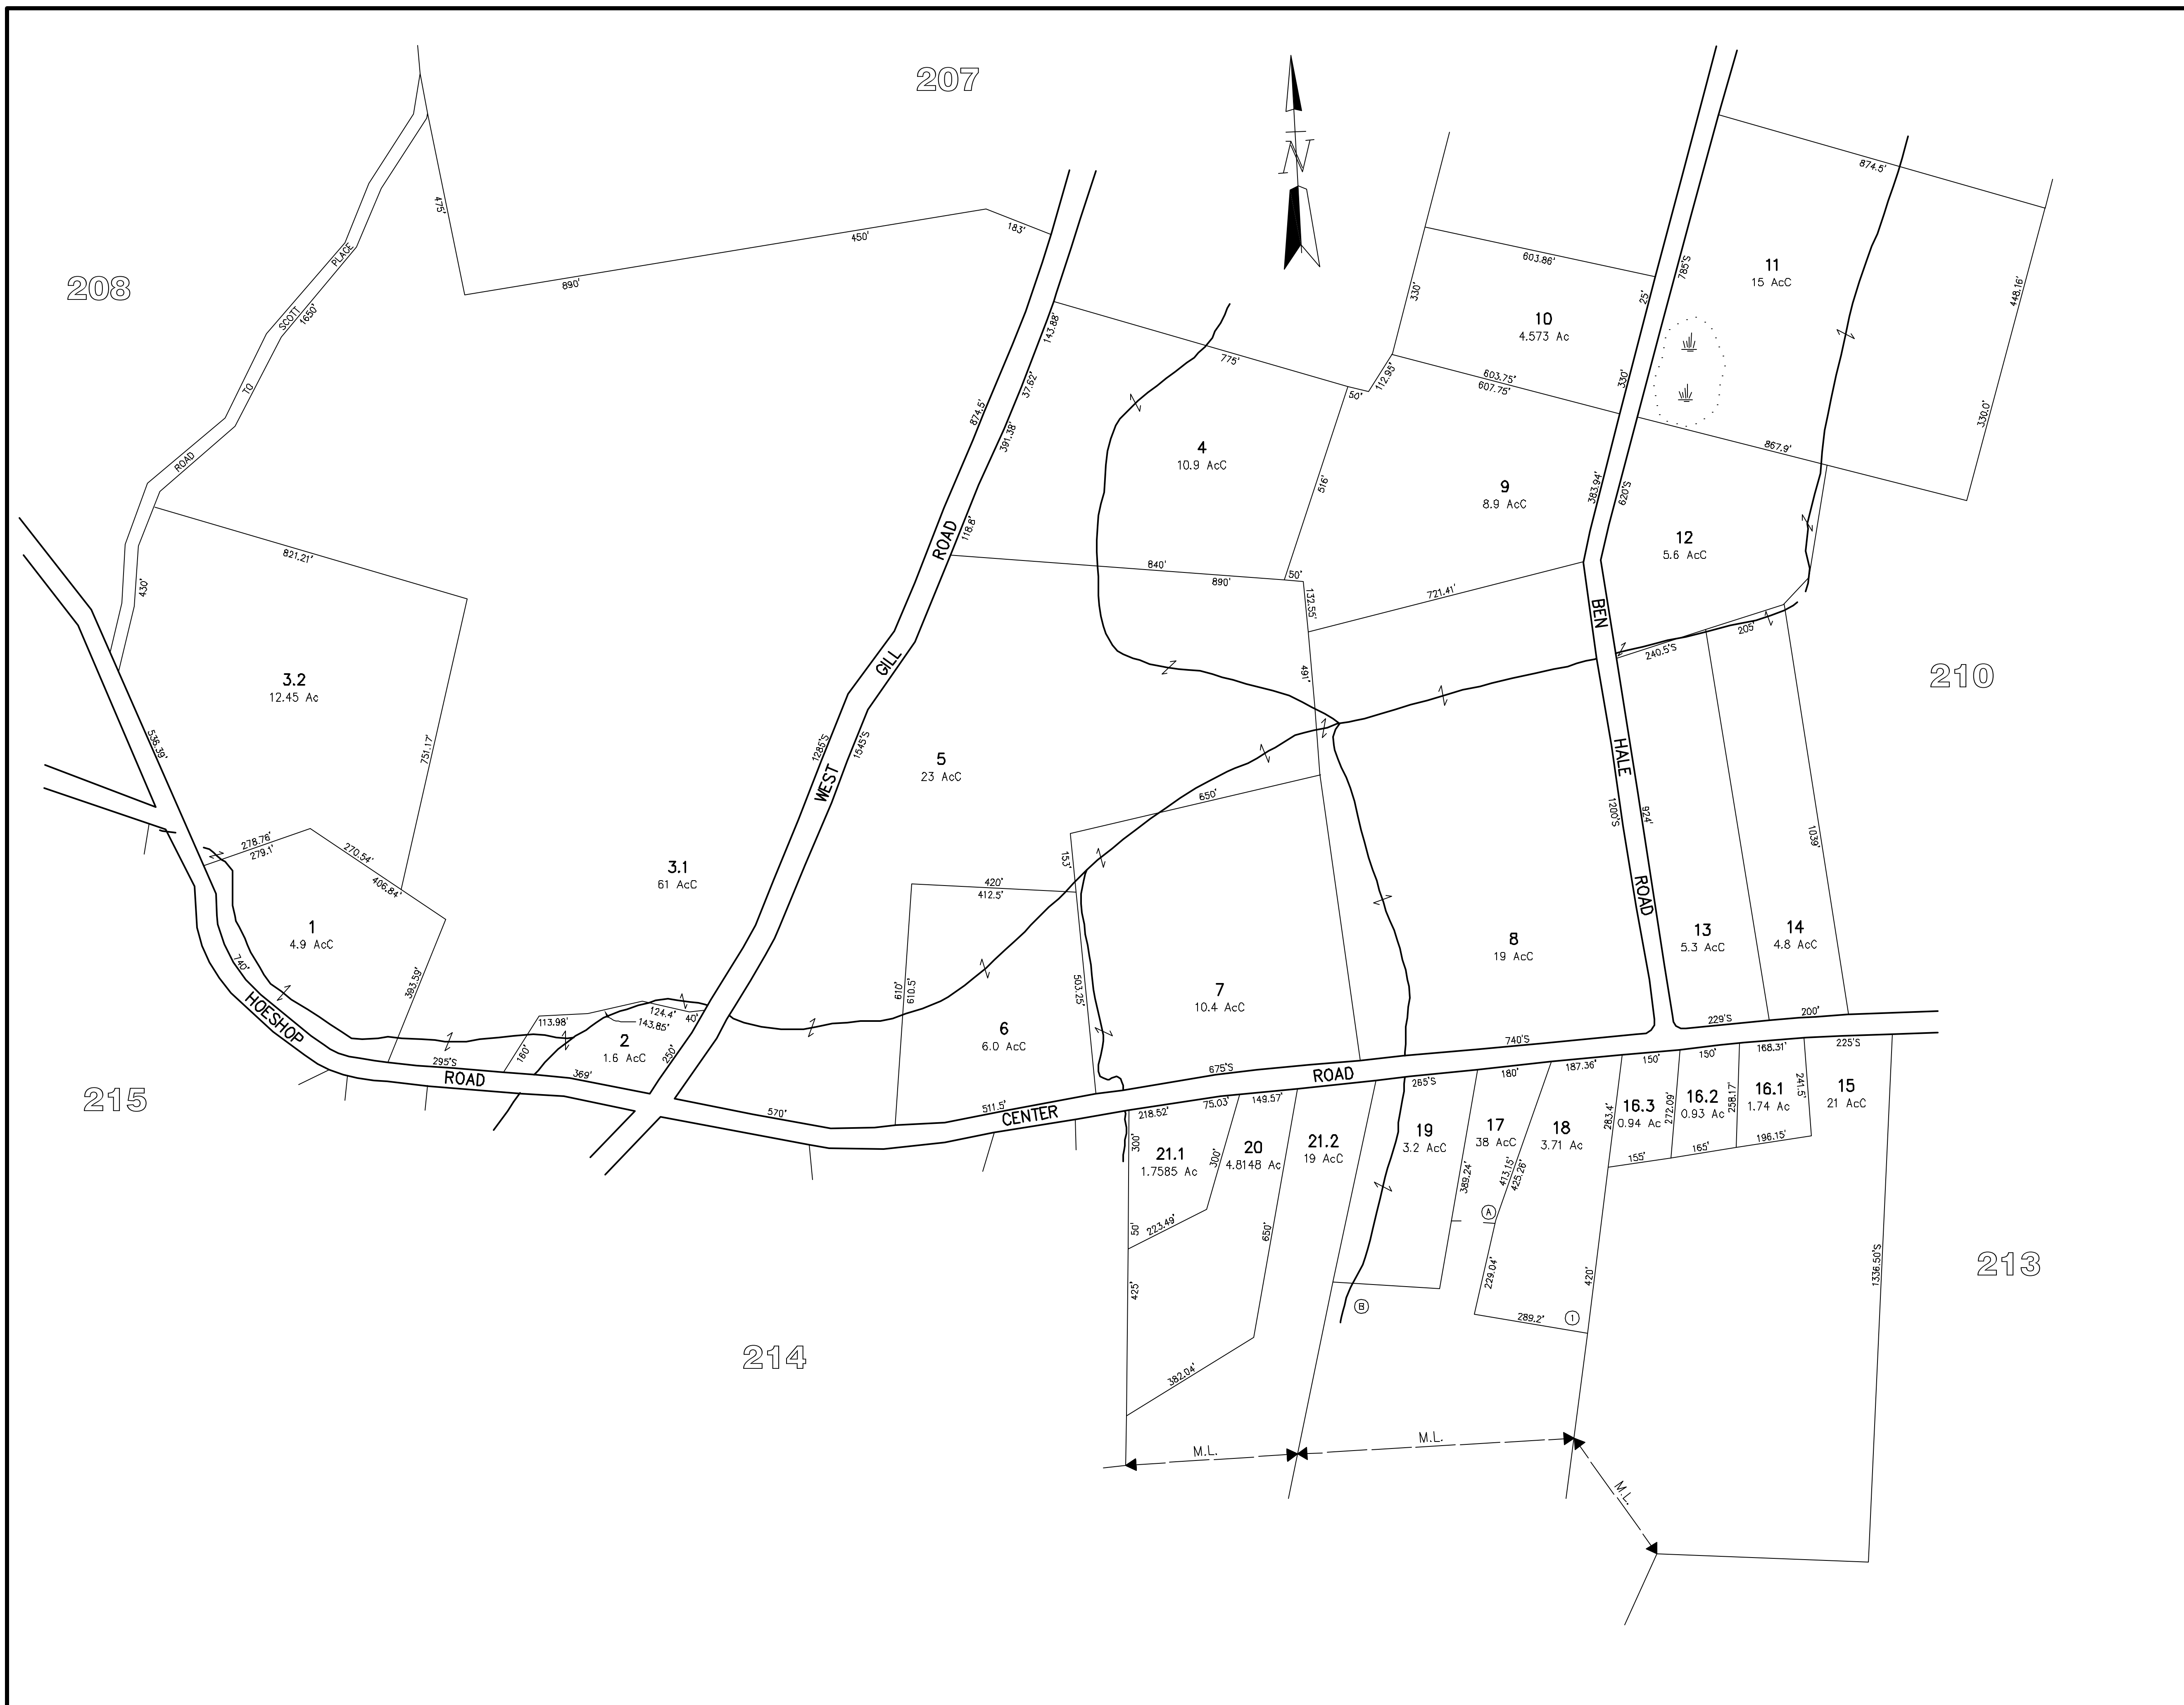 207
208
210
213
214
215
N
ROAD TO SCOTT PLACE
1650'
475'
890'
450'
183'
430'
821.21'
3.2
12.45 Ac
751.17'
536.39'
278.76'
279.1'
270.54'
406.84'
1
4.9 AcC
393.59'
740'
HOESHOP ROAD
295'S
369'
160'
113.98'
124.4'
143.85'
40'
2
1.6 AcC
250'
3.1
61 AcC
WEST GILL ROAD
874.5'
1285'S
1545'S
143.88'
37.62'
391.38'
118.8'
775'
50'
112.95'
4
10.9 AcC
516'
840'
890'
50'
132.55'
491'
5
23 AcC
650'
153'
420'
412.5'
610'
610.5'
503.25'
6
6.0 AcC
7
10.4 AcC
570'
511.5'
675'S
CENTER ROAD
740'S
8
19 AcC
1200'S
9
8.9 AcC
721.41'
383.94'
620'S
603.86'
330'
25'
10
4.573 Ac
603.75'
607.75'
330'
785'S
11
15 AcC
874.5'
448.16'
330.0'
867.9'
12
5.6 AcC
240.5'S
205'
BEN HALE ROAD
924'
13
5.3 AcC
229'S
14
4.8 AcC
1039'
200'
218.52'
75.03'
149.57'
265'S
180'
187.36'
150'
150'
168.31'
225'S
300'
21.1
1.7585 Ac
300'
50'
223.49'
20
4.8148 Ac
650'
425'
382.04'
21.2
19 AcC
19
3.2 AcC
389.24'
17
38 AcC
413.15'
425.26'
18
3.71 Ac
A
B
229.04'
289.2'
1
420'
283.4'
16.3
0.94 Ac
272.09'
16.2
0.93 Ac
258.17'
16.1
1.74 Ac
241.5'
15
21 AcC
155'
165'
196.15'
1336.50'S
M.L.
M.L.
M.L.